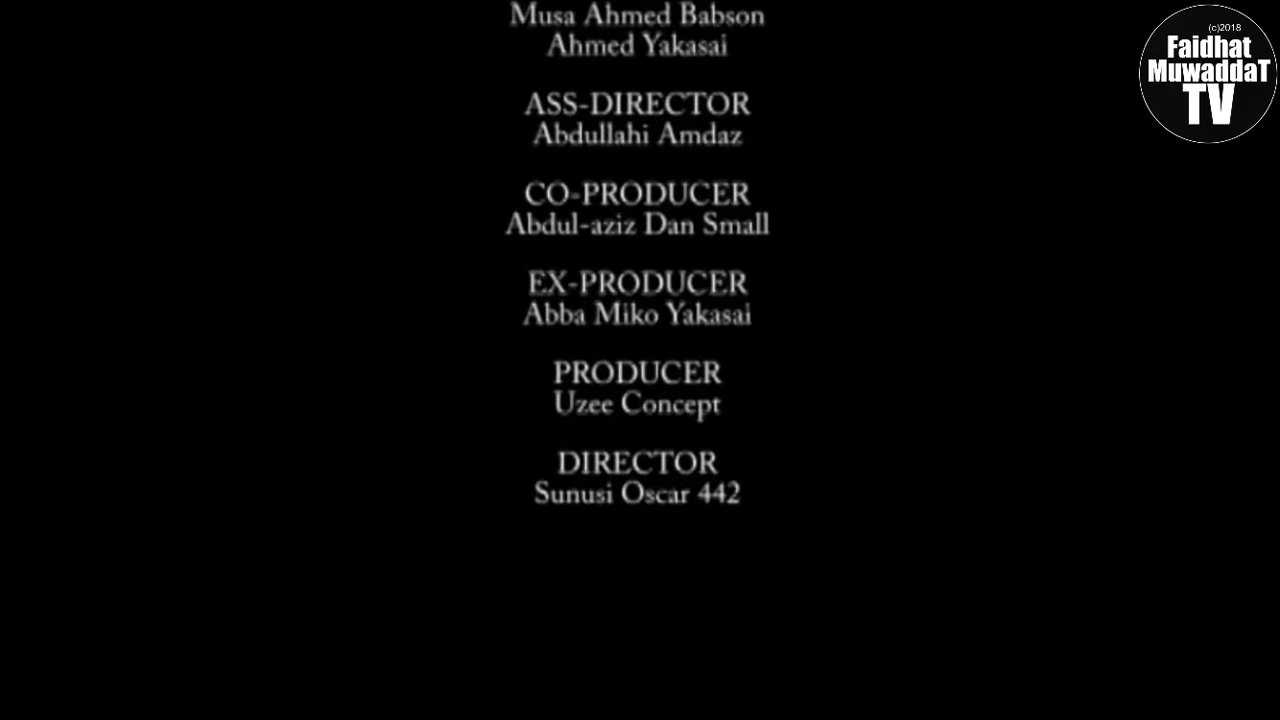 Musa Ahmed Babson
Ahmed Yakasai
ASS-DIRECTOR
Abdullahi Amdaz
CO-PRODUCER
Abdul-aziz Dan Small
EX-PRODUCER
Abba Miko Yakasai
PRODUCER
Uzee Concept
DIRECTOR
Sunusi Oscar 442
(c)2018
Faidhat
MuwaddaT
TV